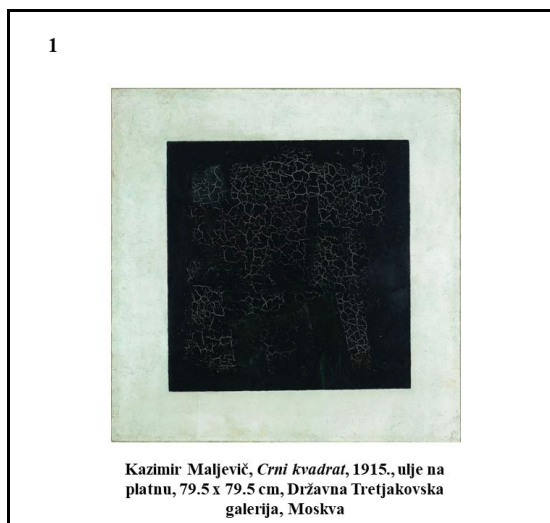 1
Kazimir Maljevič, Crni kvadrat, 1915., ulje na
platnu, 79.5 x 79.5 cm, Državna Tretjakovska
galerija, Moskva